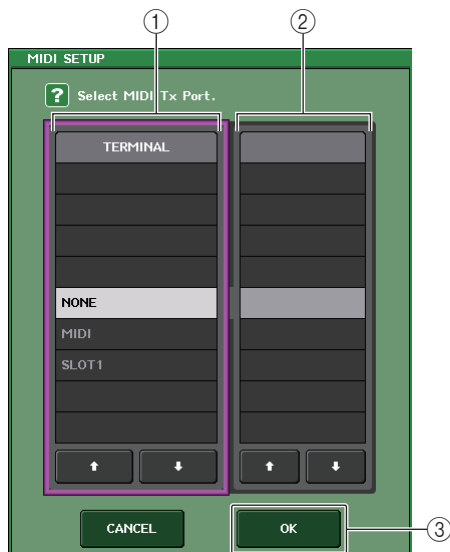 ① ②
MIDI SETUP
? Select MIDI Tx Port.
TERMINAL
NONE
MIDI
SLOT1
CANCEL OK
③